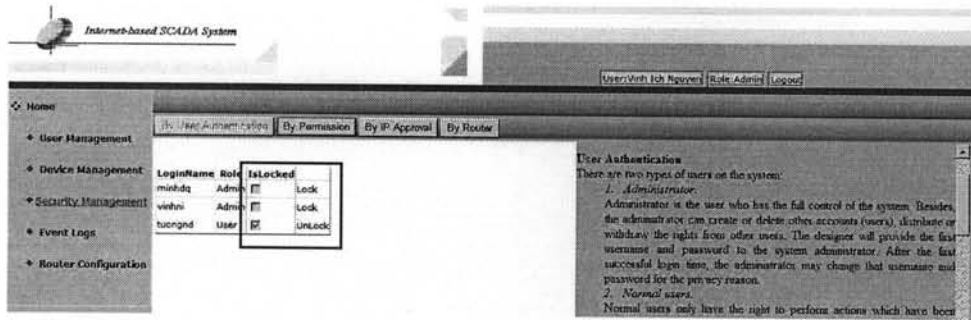 Internet-based SCADA System
User:Vinh Ich Nguyen Role:Admin Logout
Home
User Management
Device Management
Security Management
Event Logs
Router Configuration
By User Authentication By Permission By IP Approval By Router
LoginName Role IsLocked
minhdq Admin Lock
vinhni Admin Lock
tuongnd User UnLock
User Authentication
There are two types of users on the system:
1. Administrator.
Administrator is the user who has the full control of the system. Besides,
the administrator can create or delete other accounts (users), distribute or
withdraw the rights from other users. The designer will provide the first
username and password to the system administrator. After the first
successful login time, the administrator may change that username and
password for the privacy reason.
2. Normal users.
Normal users only have the right to perform actions which have been